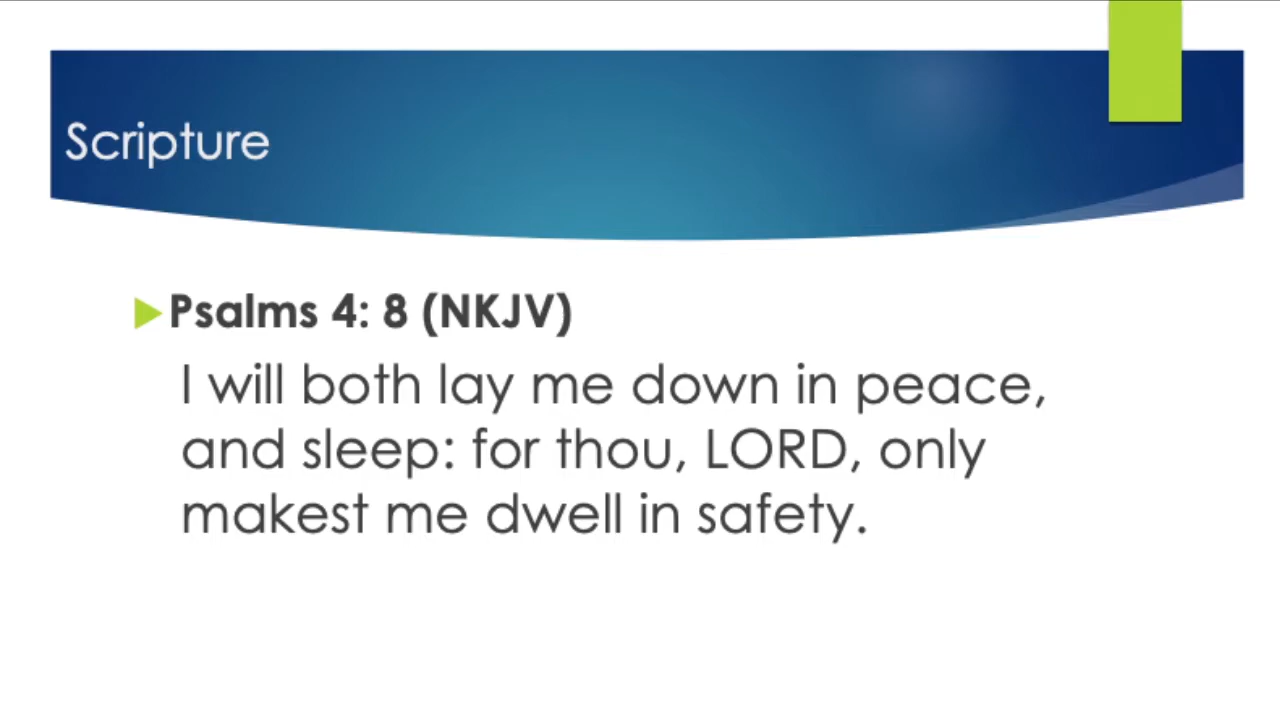 Scripture
Psalms 4: 8 (NKJV)
I will both lay me down in peace,
and sleep: for thou, LORD, only
makest me dwell in safety.